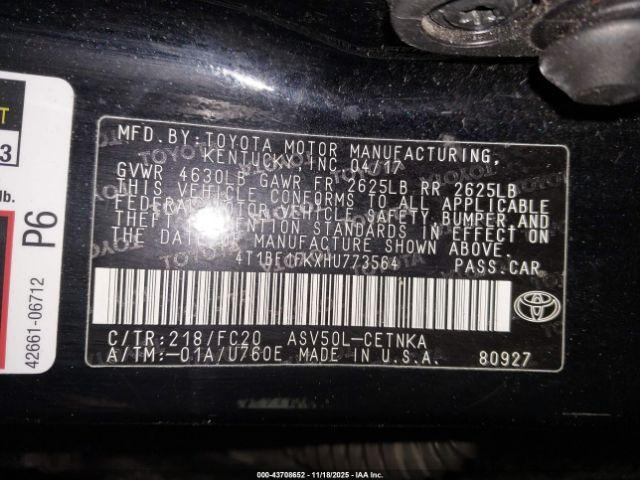 MFD. BY: TOYOTA MOTOR MANUFACTURING,
KENTUCKY, INC. 04/17
GVWR 4630LB GAWR FR 2625LB RR 2625LB
THIS VEHICLE CONFORMS TO ALL APPLICABLE
FEDERAL MOTOR VEHICLE SAFETY, BUMPER AND
THEFT PREVENTION STANDARDS IN EFFECT ON
THE DATE OF MANUFACTURE SHOWN ABOVE.
4T1BF1FKXHU773564 PASS.CAR
C/TR: 218/FC20 ASV50L-CETNKA
A/TM: -01A/U760E MADE IN U.S.A. 80927
TOYOTA
T
3
lb.
P6
42661-06712
000-43708652 - 11/18/2025 - IAA Inc.